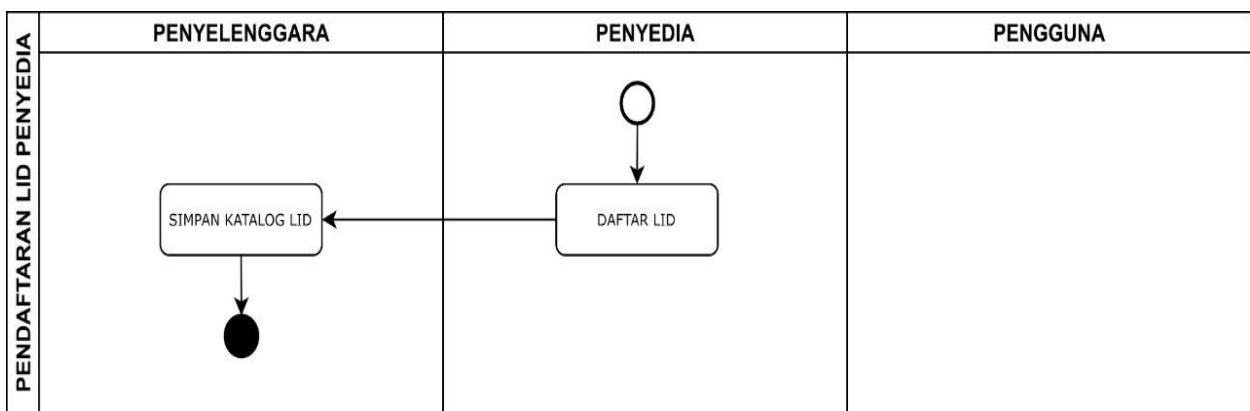 PENDAFTARAN LID PENYEDIA
PENYELENGGARA
PENYEDIA
PENGGUNA
SIMPAN KATALOG LID
DAFTAR LID